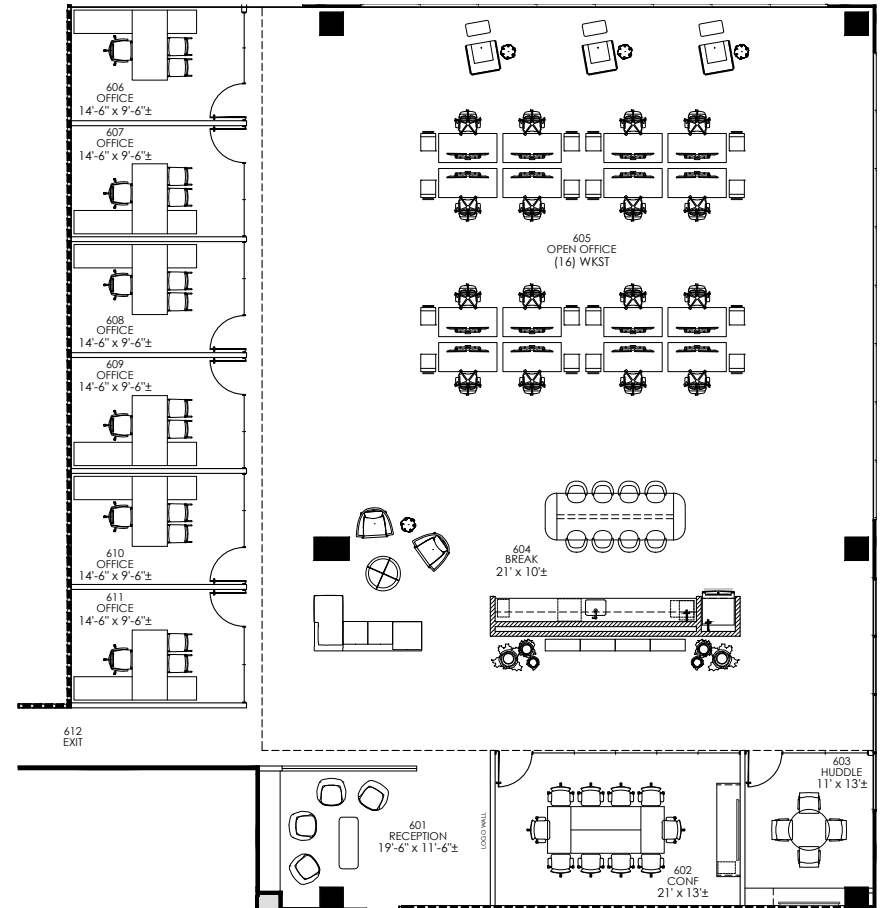 606
OFFICE
14'-6" x 9'-6"±
607
OFFICE
14'-6" x 9'-6"±
605
OPEN OFFICE
(16) WKST
608
OFFICE
14'-6" x 9'-6"±
609
OFFICE
14'-6" x 9'-6"±
610
OFFICE
14'-6" x 9'-6"±
604
BREAK
21' x 10'±
611
OFFICE
14'-6" x 9'-6"±
612
EXIT
603
HUDDLE
11' x 13'±
601
RECEPTION
19'-6" x 11'-6"±
LOGO WALL
602
CONF
21' x 13'±